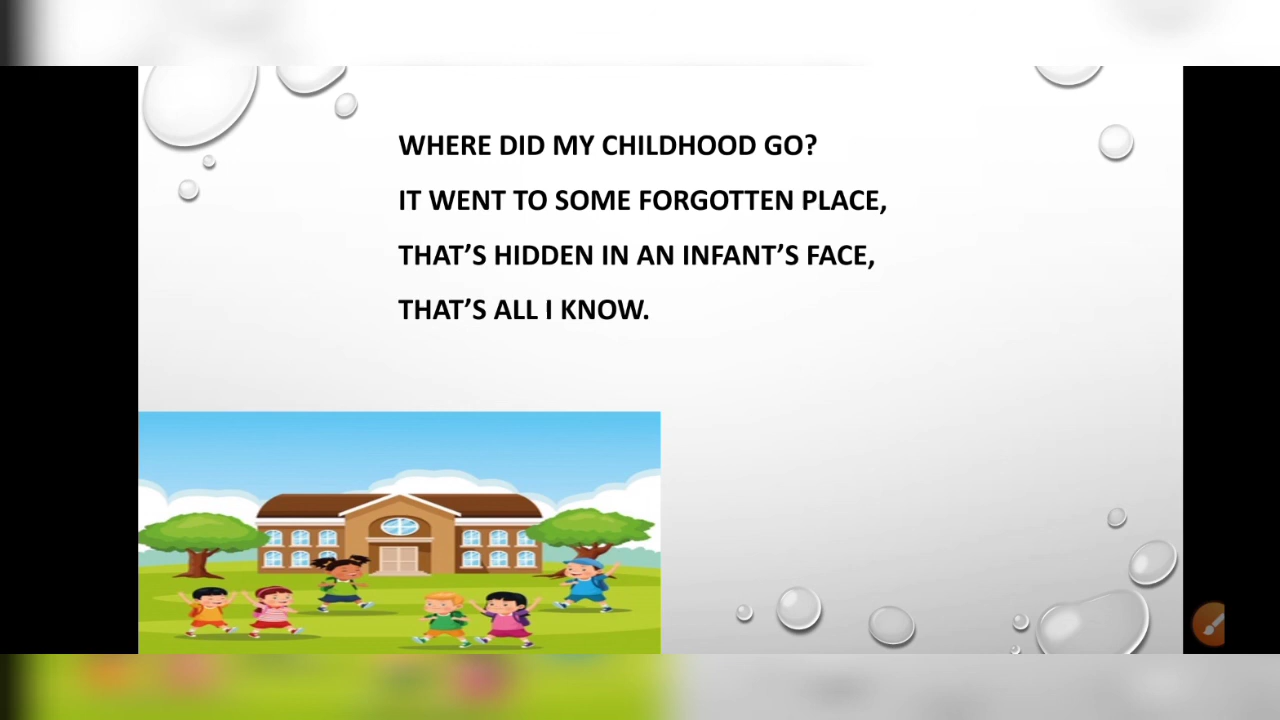 WHERE DID MY CHILDHOOD GO?
IT WENT TO SOME FORGOTTEN PLACE,
THAT’S HIDDEN IN AN INFANT’S FACE,
THAT’S ALL I KNOW.